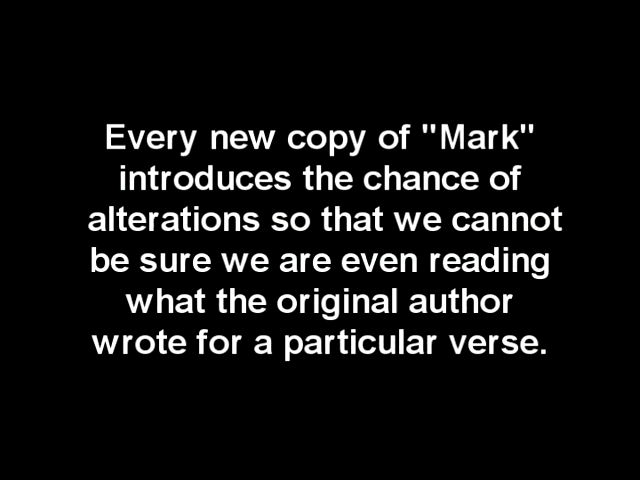 Every new copy of "Mark"
introduces the chance of
alterations so that we cannot
be sure we are even reading
what the original author
wrote for a particular verse.